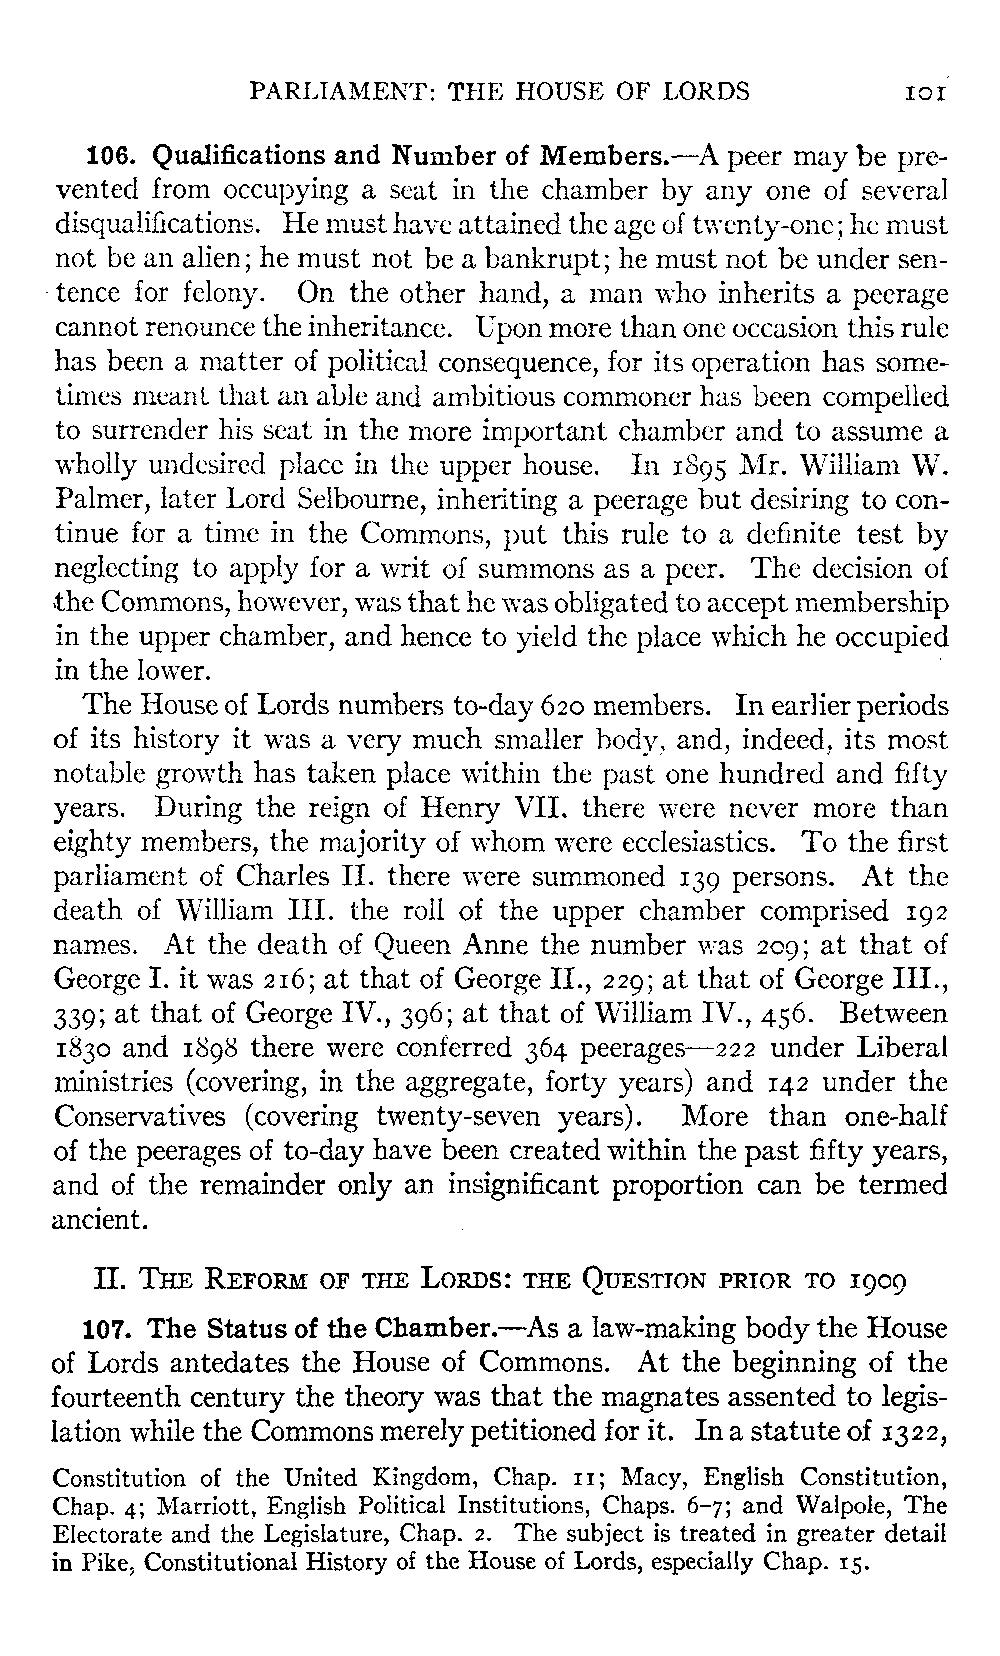 PARLIAMENT: THE HOUSE OF LORDS 101
106. Qualifications and Number of Members.—A peer may be pre-
vented from occupying a seat in the chamber by any one of several
disqualifications. He must have attained the age of twenty-one; he must
not be an alien; he must not be a bankrupt; he must not be under sen-
tence for felony. On the other hand, a man who inherits a peerage
cannot renounce the inheritance. Upon more than one occasion this rule
has been a matter of political consequence, for its operation has some-
times meant that an able and ambitious commoner has been compelled
to surrender his seat in the more important chamber and to assume a
wholly undesired place in the upper house. In 1895 Mr. William W.
Palmer, later Lord Selbourne, inheriting a peerage but desiring to con-
tinue for a time in the Commons, put this rule to a definite test by
neglecting to apply for a writ of summons as a peer. The decision of
the Commons, however, was that he was obligated to accept membership
in the upper chamber, and hence to yield the place which he occupied
in the lower.
The House of Lords numbers to-day 620 members. In earlier periods
of its history it was a very much smaller body, and, indeed, its most
notable growth has taken place within the past one hundred and fifty
years. During the reign of Henry VII. there were never more than
eighty members, the majority of whom were ecclesiastics. To the first
parliament of Charles II. there were summoned 139 persons. At the
death of William III. the roll of the upper chamber comprised 192
names. At the death of Queen Anne the number was 209; at that of
George I. it was 216; at that of George II., 229; at that of George III.,
339; at that of George IV., 396; at that of William IV., 456. Between
1830 and 1898 there were conferred 364 peerages—222 under Liberal
ministries (covering, in the aggregate, forty years) and 142 under the
Conservatives (covering twenty-seven years). More than one-half
of the peerages of to-day have been created within the past fifty years,
and of the remainder only an insignificant proportion can be termed
ancient.
II. THE REFORM OF THE LORDS: THE QUESTION PRIOR TO 1909
107. The Status of the Chamber.—As a law-making body the House
of Lords antedates the House of Commons. At the beginning of the
fourteenth century the theory was that the magnates assented to legis-
lation while the Commons merely petitioned for it. In a statute of 1322,
Constitution of the United Kingdom, Chap. 11; Macy, English Constitution,
Chap. 4; Marriott, English Political Institutions, Chaps. 6–7; and Walpole, The
Electorate and the Legislature, Chap. 2. The subject is treated in greater detail
in Pike, Constitutional History of the House of Lords, especially Chap. 15.